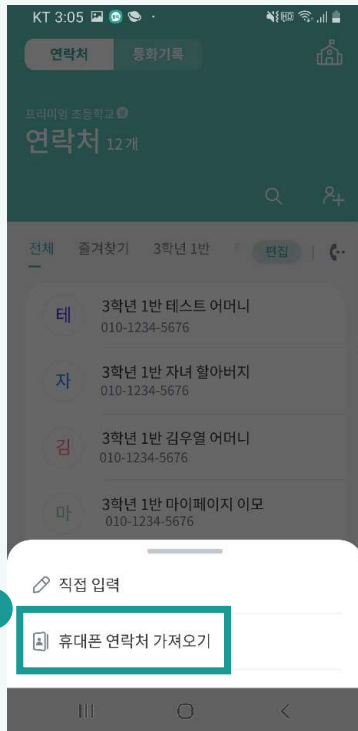 KT 3:05
연락처 통화기록
프리미엄 초등학교
연락처 12개
전체 즐겨찾기 3학년 1반 편집
테 3학년 1반 테스트 어머니
010-1234-5676
자 3학년 1반 자녀 할아버지
010-1234-5676
김 3학년 1반 김우열 어머니
010-1234-5676
마 3학년 1반 마이페이지 이모
010-1234-5676
직접 입력
휴대폰 연락처 가져오기